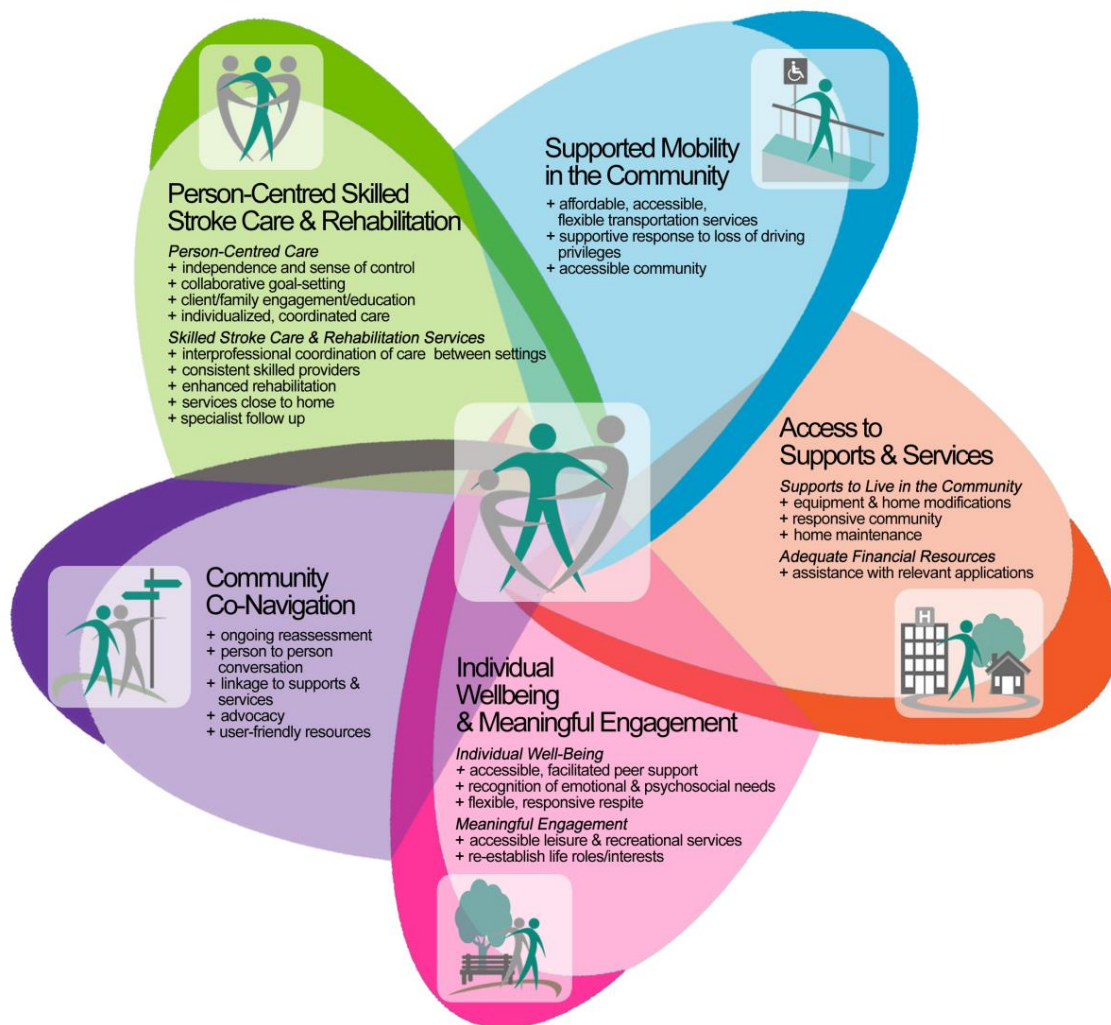 Person-Centred Skilled
Stroke Care & Rehabilitation
Person-Centred Care
+ independence and sense of control
+ collaborative goal-setting
+ client/family engagement/education
+ individualized, coordinated care
Skilled Stroke Care & Rehabilitation Services
+ interprofessional coordination of care between settings
+ consistent skilled providers
+ enhanced rehabilitation
+ services close to home
+ specialist follow up
Supported Mobility
in the Community
+ affordable, accessible,
flexible transportation services
+ supportive response to loss of driving
privileges
+ accessible community
Access to
Supports & Services
Supports to Live in the Community
+ equipment & home modifications
+ responsive community
+ home maintenance
Adequate Financial Resources
+ assistance with relevant applications
H
Community
Co-Navigation
+ ongoing reassessment
+ person to person
conversation
+ linkage to supports &
services
+ advocacy
+ user-friendly resources
Individual
Wellbeing
& Meaningful Engagement
Individual Well-Being
+ accessible, facilitated peer support
+ recognition of emotional & psychosocial needs
+ flexible, responsive respite
Meaningful Engagement
+ accessible leisure & recreational services
+ re-establish life roles/interests